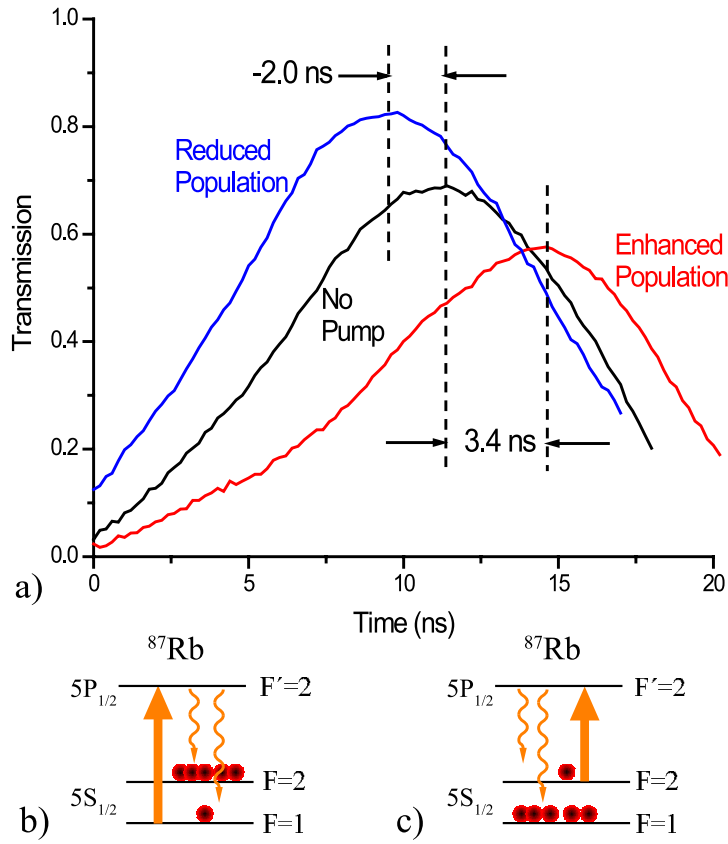 1.0
-2.0 ns
0.8
Reduced
Population
Transmission
0.6
Enhanced
Population
No
Pump
0.4
3.4 ns
0.2
0.0
a)
0 5 10 15 20
Time (ns)
87Rb 87Rb
5P1/2 F′=2 5P1/2 F′=2
F=2 F=2
5S1/2 5S1/2
b) F=1 c) F=1